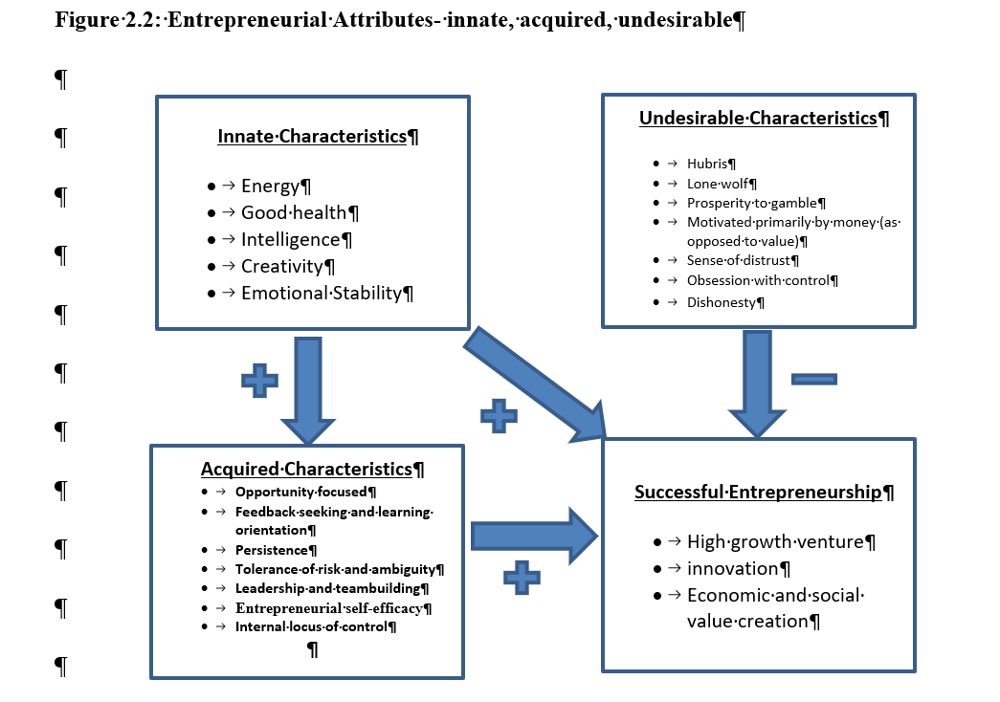 Figure 2.2: Entrepreneurial Attributes- innate, acquired, undesirable¶
¶
¶
¶
¶
¶
¶
¶
¶
¶
¶
¶
Innate Characteristics¶
• → Energy¶
• → Good health¶
• → Intelligence¶
• → Creativity¶
• → Emotional Stability¶
Undesirable Characteristics¶
• → Hubris¶
• → Lone wolf¶
• → Prosperity to gamble¶
• → Motivated primarily by money (as
opposed to value)¶
• → Sense of distrust¶
• → Obsession with control¶
• → Dishonesty¶
Acquired Characteristics¶
• → Opportunity focused¶
• → Feedback seeking and learning
orientation¶
• → Persistence¶
• → Tolerance of risk and ambiguity¶
• → Leadership and teambuilding¶
• → Entrepreneurial self-efficacy¶
• → Internal locus of control¶
¶
Successful Entrepreneurship¶
• → High growth venture¶
• → innovation¶
• → Economic and social
value creation¶